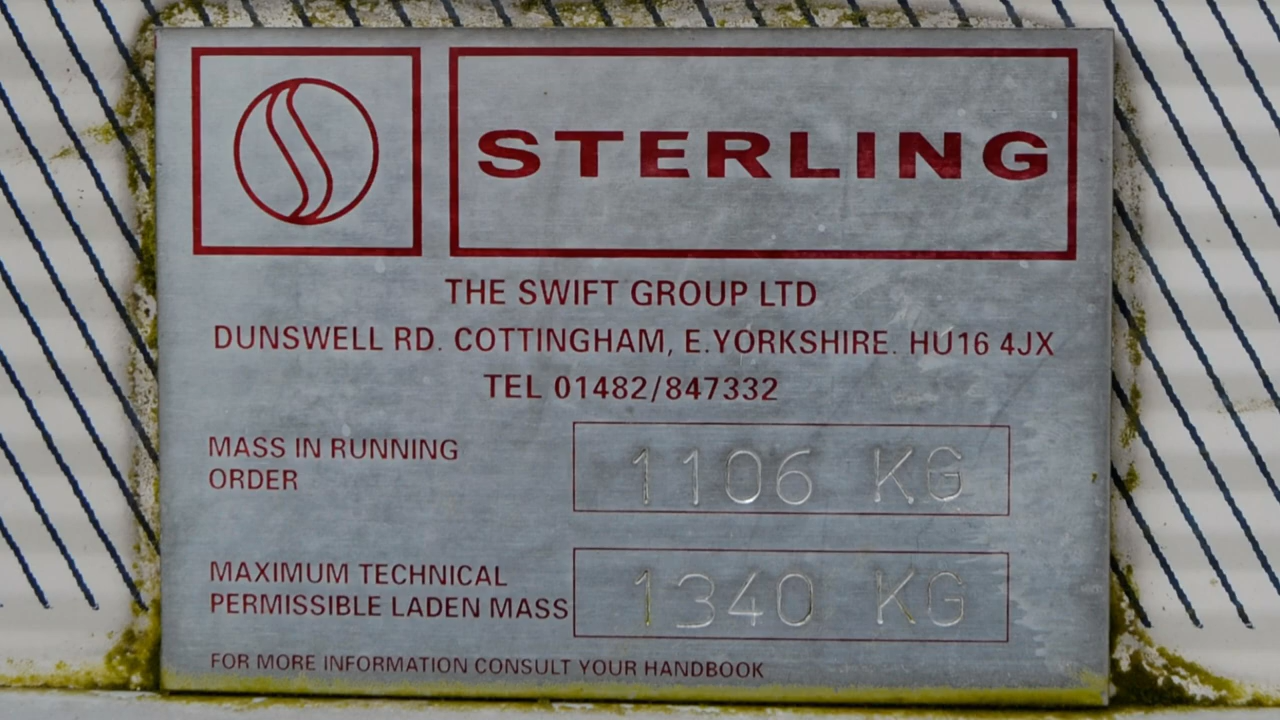 STERLING
THE SWIFT GROUP LTD
DUNSWELL RD. COTTINGHAM, E.YORKSHIRE. HU16 4JX
TEL 01482/847332
MASS IN RUNNING
ORDER
1106 KG
MAXIMUM TECHNICAL
PERMISSIBLE LADEN MASS
1340 KG
FOR MORE INFORMATION CONSULT YOUR HANDBOOK